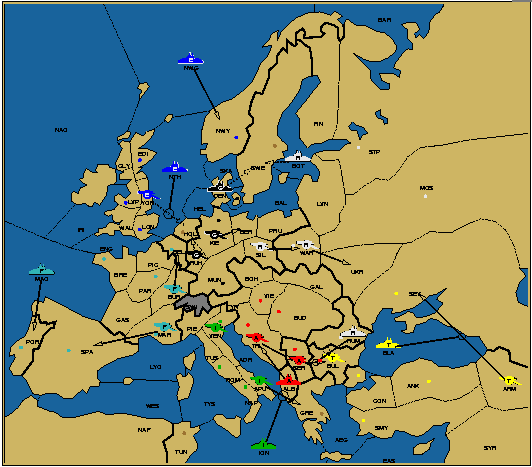 BAR
NAO
NWG
NWY
FIN
SWE
BOT
STP
CLY
EDI
NTH
SKA
DEN
MOS
LVP
YOR
WAL
LON
HEL
BAL
LVN
IRI
ENG
HOL
KIE
BER
PRU
WAR
SIL
UKR
MAO
BRE
PIC
PAR
BUR
MUN
BOH
GAL
SEV
GAS
MAR
PIE
VEN
VIE
BUD
TRI
RUM
BLA
POR
SPA
LYO
TUS
ROM
ADR
SER
BUL
ARM
WES
TYS
NAP
APU
ALB
GRE
CON
ANK
SMY
NAF
TUN
ION
AEG
EAS
SYR